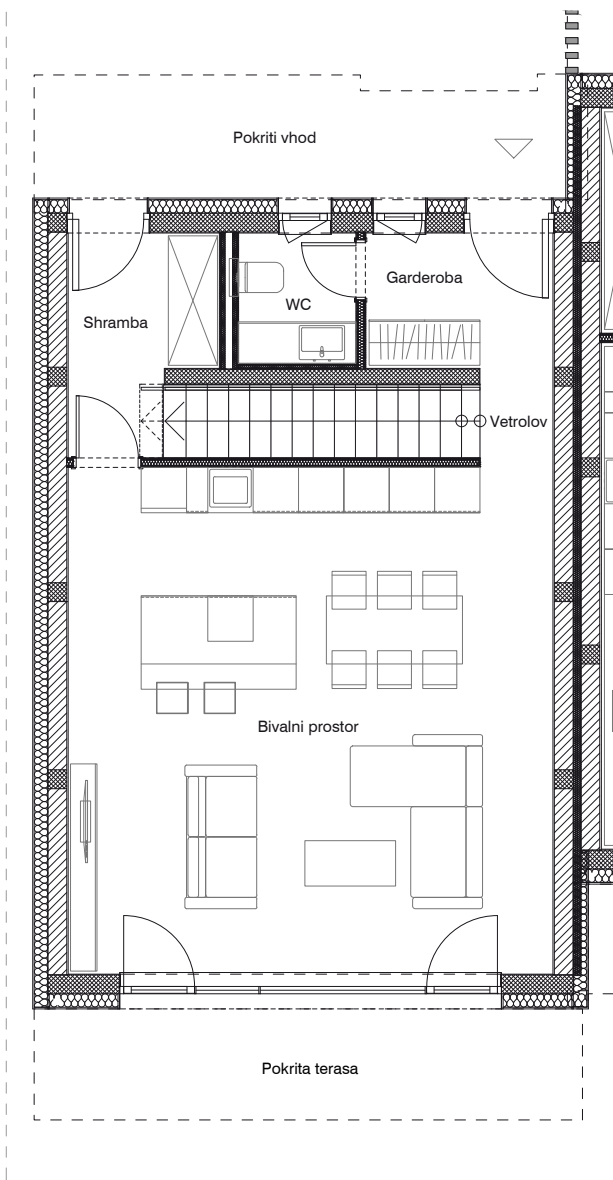 Pokriti vhod
Garderoba
WC
Shramba
Vetrolov
Bivalni prostor
Pokrita terasa